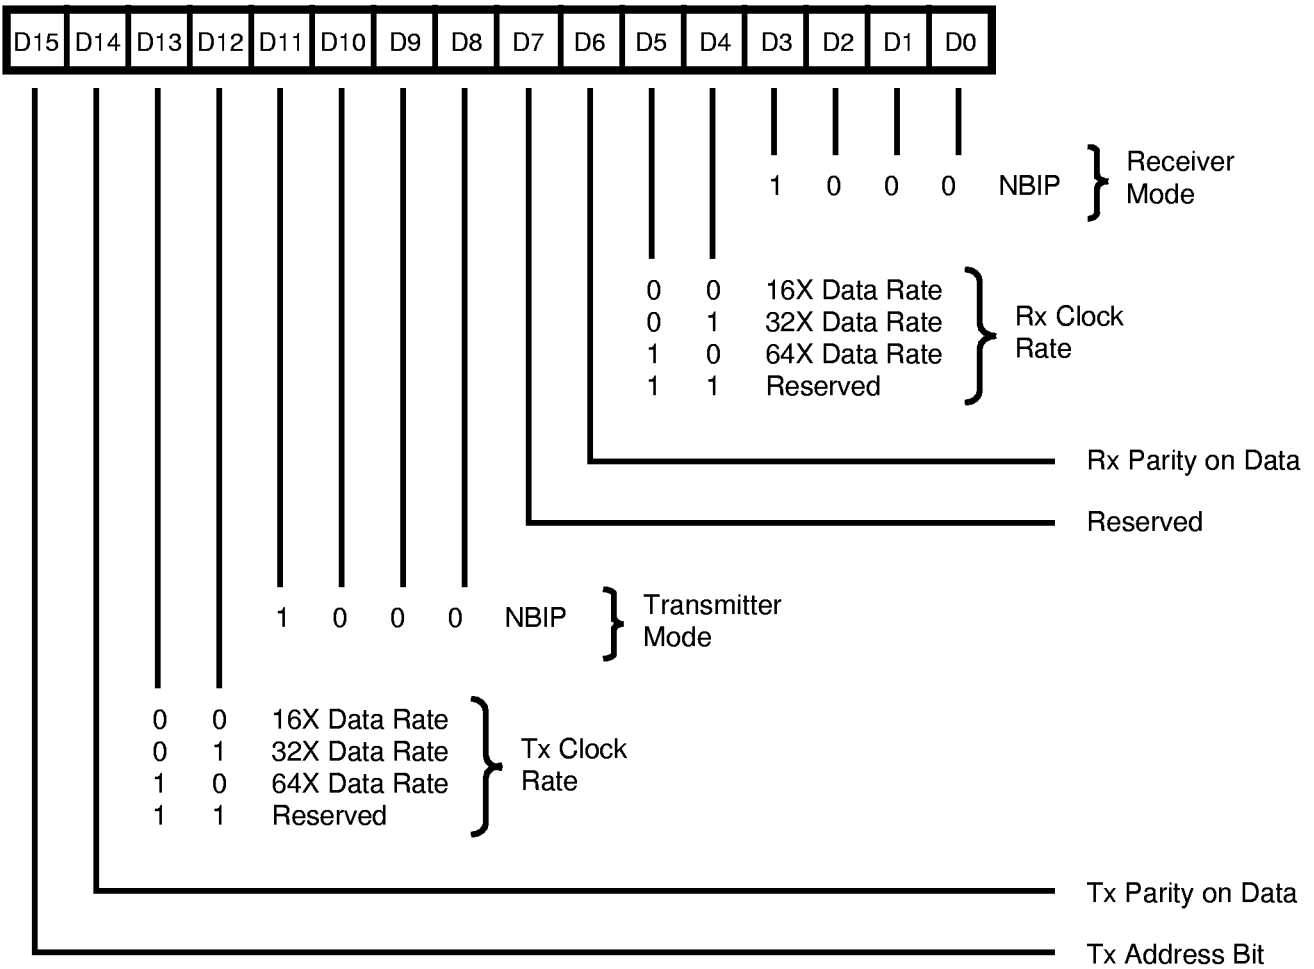 D15 D14 D13 D12 D11 D10 D9 D8 D7 D6 D5 D4 D3 D2 D1 D0
1 0 0 0 NBIP
Receiver
Mode
0 0 16X Data Rate
0 1 32X Data Rate
1 0 64X Data Rate
1 1 Reserved
Rx Clock
Rate
Rx Parity on Data
Reserved
1 0 0 0 NBIP
Transmitter
Mode
0 0 16X Data Rate
0 1 32X Data Rate
1 0 64X Data Rate
1 1 Reserved
Tx Clock
Rate
Tx Parity on Data
Tx Address Bit